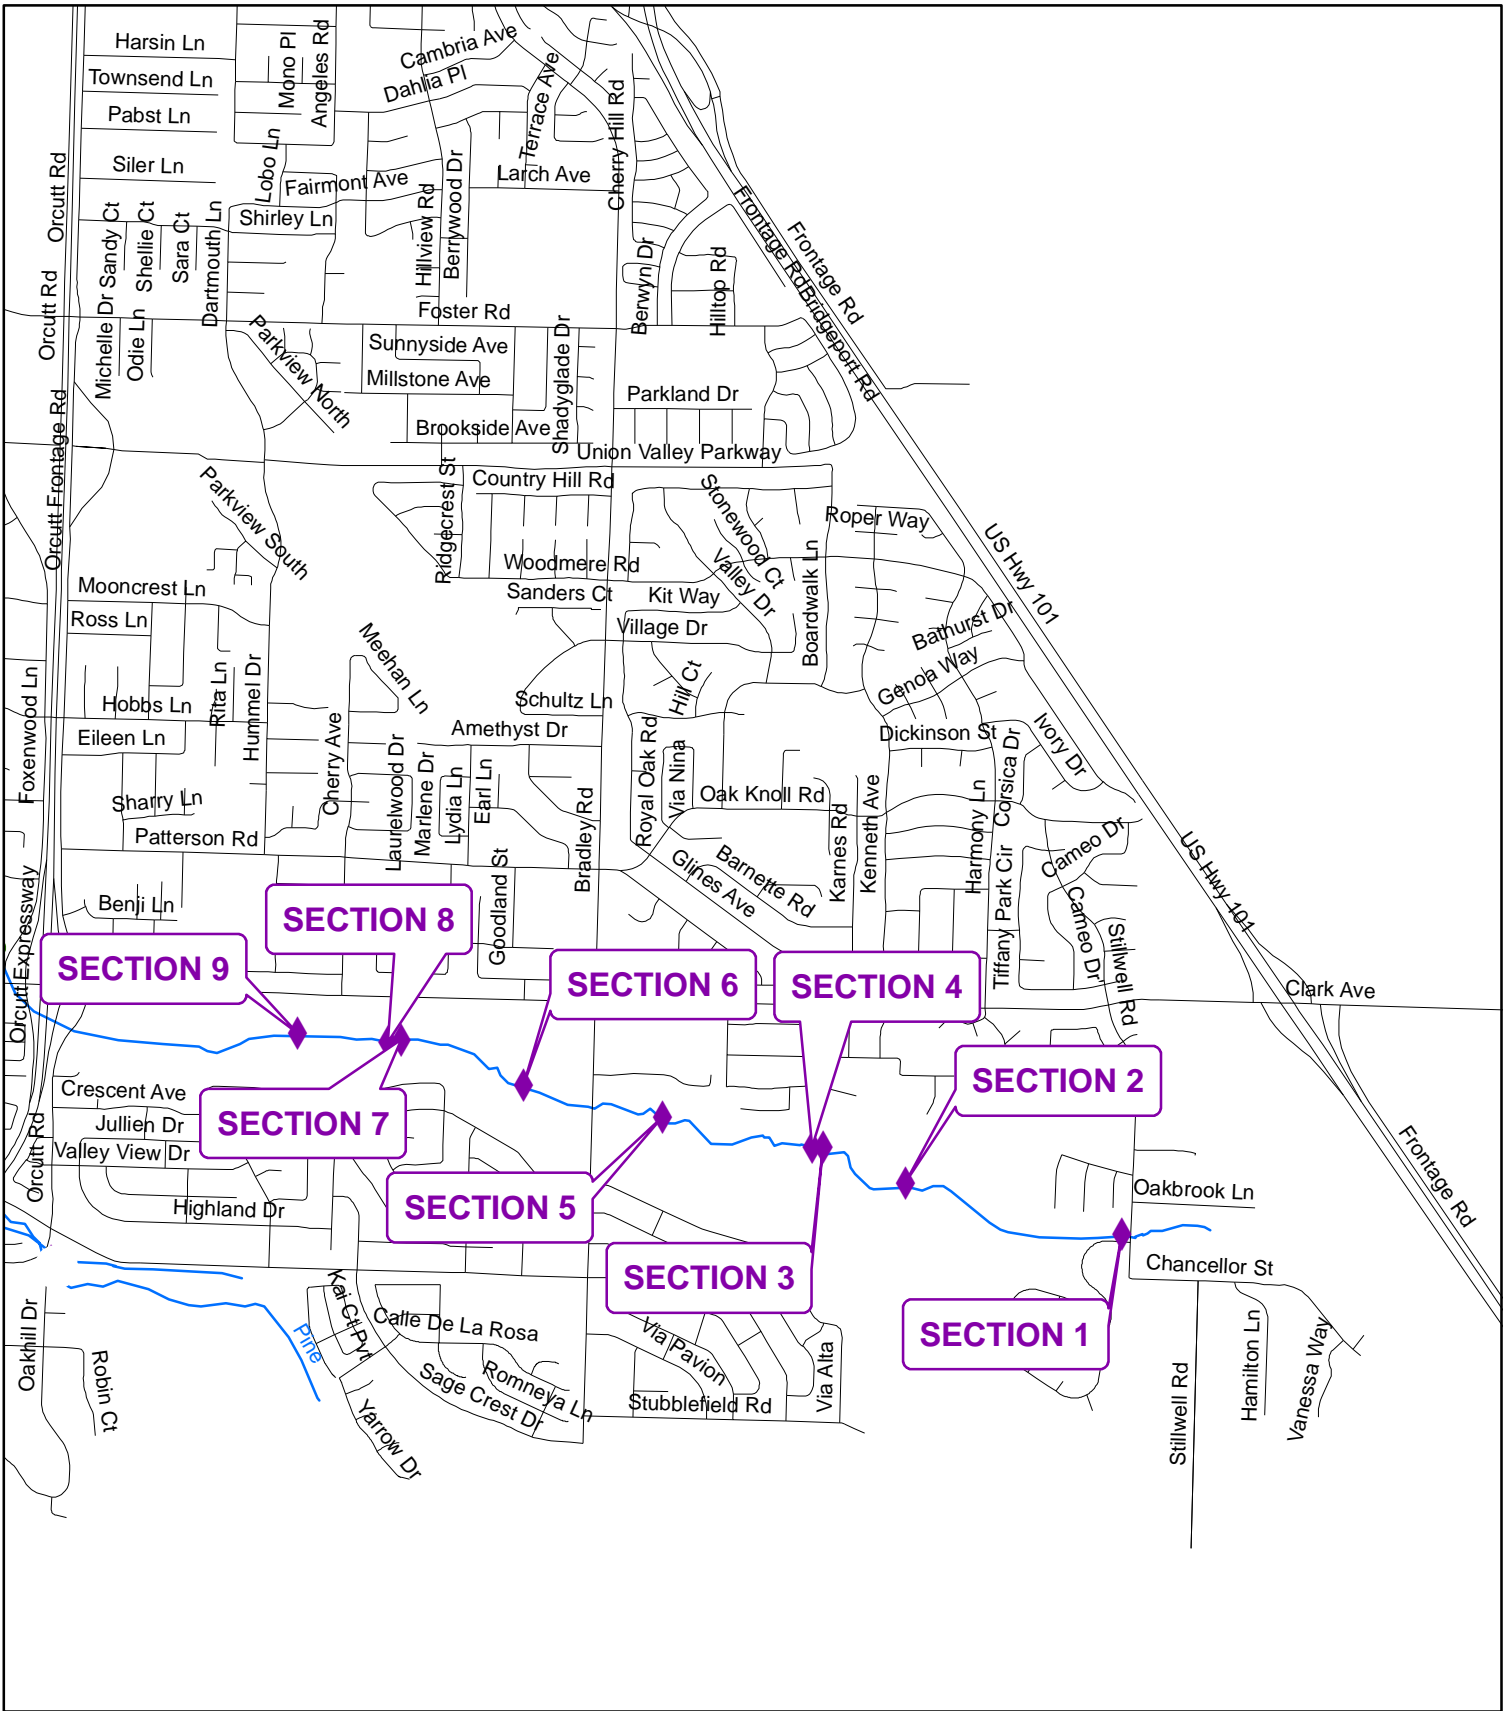 Harsin Ln
Townsend Ln
Pabst Ln
Siler Ln
Mono Pl
Angeles Rd
Cambria Ave
Dahlia Pl
Terrace Ave
Cherry Hill Rd
Orcutt Rd
Lobo Ln
Fairmont Ave
Larch Ave
Shirley Ln
Hillview Rd
Berrywood Dr
Frontage Rd
Frontage Rd
Sandy Ct
Shellie Ct
Sara Ct
Dartmouth Ln
Berwyn Dr
Hilltop Rd
Bridgeport Rd
Orcutt Rd
Michelle Dr
Odie Ln
Foster Rd
Parkview North
Sunnyside Ave
Millstone Ave
Shadyglade Dr
Parkland Dr
Brookside Ave
Union Valley Parkway
Orcutt Frontage Rd
Parkview South
Ridgecrest St
Country Hill Rd
Stonewood Ct
Roper Way
US Hwy 101
Woodmere Rd
Valley Dr
Boardwalk Ln
Mooncrest Ln
Sanders Ct
Kit Way
Ross Ln
Village Dr
Bathurst Dr
Meehan Ln
Genoa Way
Foxenwood Ln
Hobbs Ln
Rita Ln
Hummel Dr
Schultz Ln
Hill Ct
Eileen Ln
Cherry Ave
Amethyst Dr
Royal Oak Rd
Via Nina
Dickinson St
Corsica Dr
Ivory Dr
Laurelwood Dr
Marlene Dr
Lydia Ln
Earl Ln
Sharry Ln
Bradley Rd
Oak Knoll Rd
Karnes Rd
Kenneth Ave
Harmony Ln
Patterson Rd
Cameo Dr
US Hwy 101
Goodland St
Glines Ave
Barnette Rd
Tiffany Park Cir
Cameo Dr
Stillwell Rd
Orcutt Expressway
Benji Ln
SECTION 8
SECTION 9
SECTION 6
SECTION 4
Clark Ave
Crescent Ave
SECTION 2
Jullien Dr
SECTION 7
Valley View Dr
Orcutt Rd
Frontage Rd
Highland Dr
SECTION 5
Oakbrook Ln
SECTION 3
Chancellor St
Oakhill Dr
Robin Ct
Pine
Kai Ct Pvt
Calle De La Rosa
Via Pavion
Via Alta
SECTION 1
Sage Crest Dr
Romneya Ln
Stubblefield Rd
Yarrow Dr
Stillwell Rd
Hamilton Ln
Vanessa Way